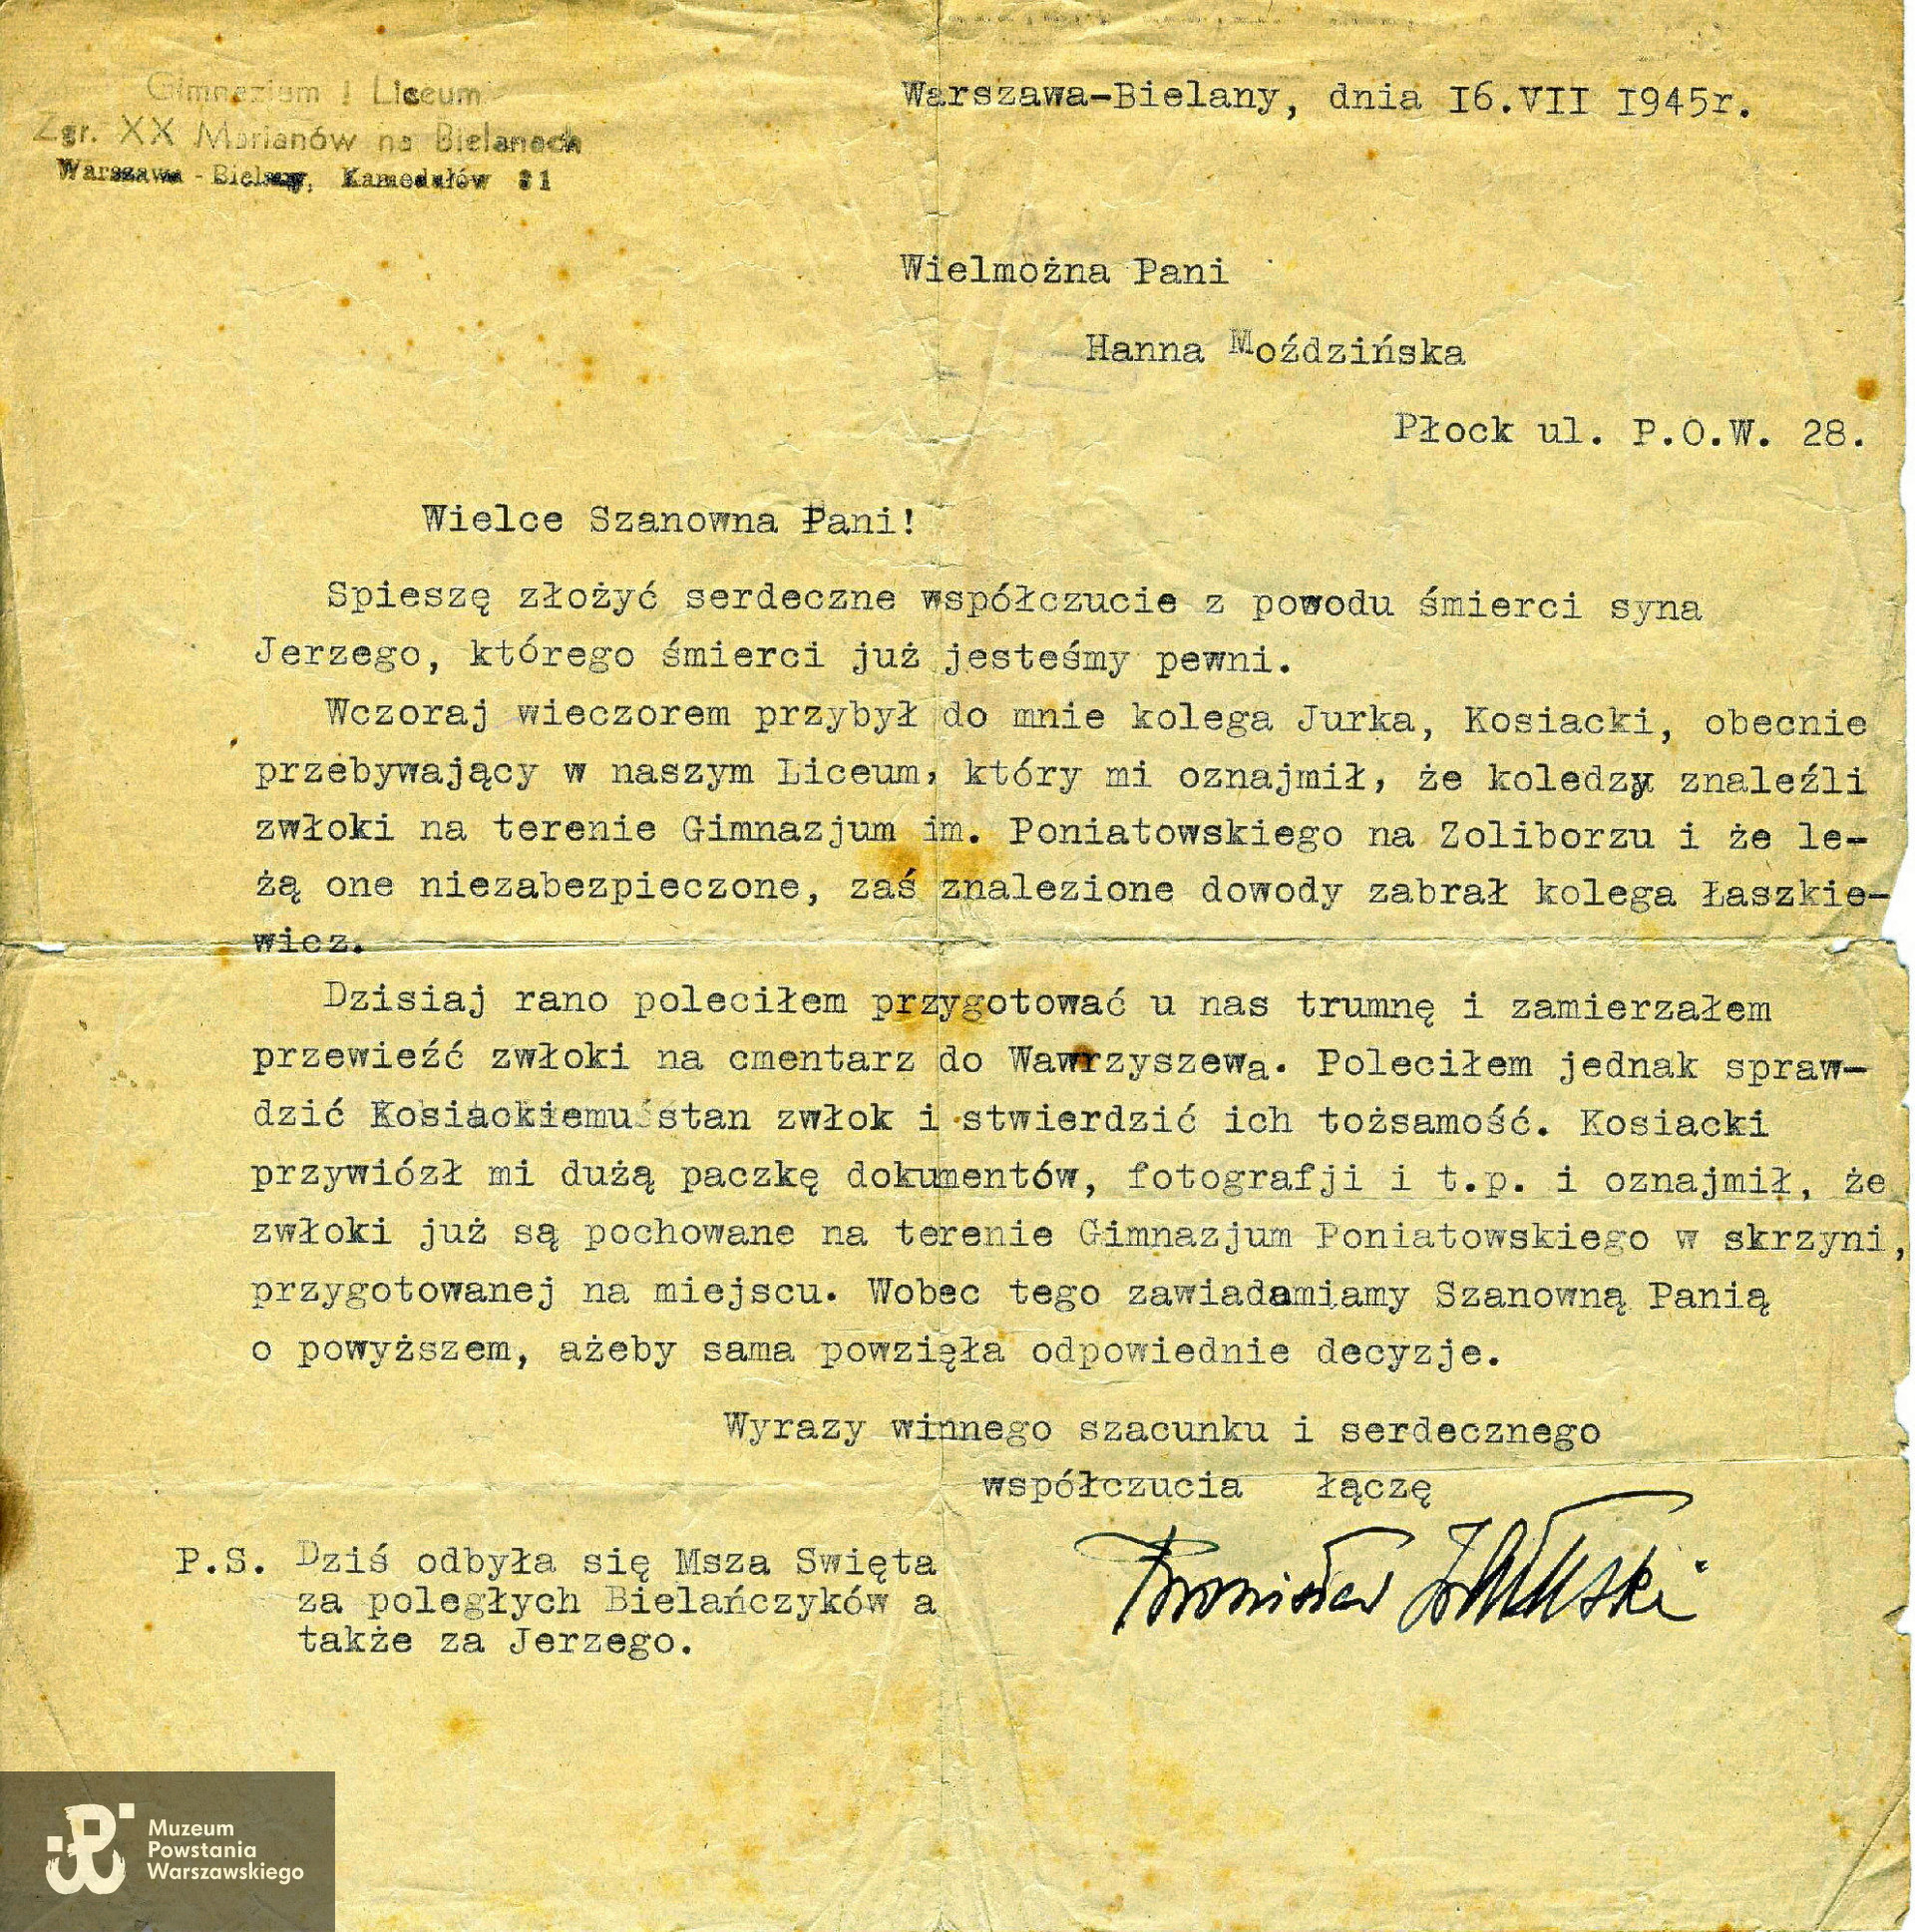 Gimnazjum i Liceum
Zgr. XX Marianów na Bielanach
Warszawa - Bielany, Kamedułów
Warszawa-Bielany, dnia 16.VII 1945r.
Wielmożna Pani
Hanna Moździńska
Płock ul. P.O.W. 28.
Wielce Szanowna Pani!
Spieszę złożyć serdeczne współczucie z powodu śmierci syna
Jerzego, którego śmierci już jesteśmy pewni.
Wczoraj wieczorem przybył do mnie kolega Jurka, Kosiacki, obecnie
przebywający w naszym Liceum, który mi oznajmił, że koledzy znaleźli
zwłoki na terenie Gimnazjum im. Poniatowskiego na Zoliborzu i że le-
żą one niezabezpieczone, zaś znalezione dowody zabrał kolega Łaszkie-
wicz.
Dzisiaj rano poleciłem przygotować u nas trumnę i zamierzałem
przewieźć zwłoki na cmentarz do Wawrzyszewa. Poleciłem jednak spraw-
dzić Kosiackiemu stan zwłok i stwierdzić ich tożsamość. Kosiacki
przywiózł mi dużą paczkę dokumentów, fotografji i t.p. i oznajmił, że
zwłoki już są pochowane na terenie Gimnazjum Poniatowskiego w skrzyni,
przygotowanej na miejscu. Wobec tego zawiadamiamy Szanowną Panią
o powyższem, ażeby sama powzięła odpowiednie decyzje.
Wyrazy winnego szacunku i serdecznego
współczucia łączę
Bronisław Załuski
P.S. Dziś odbyła się Msza Swięta
za poległych Bielańczyków a
także za Jerzego.
Muzeum
Powstania
Warszawskiego